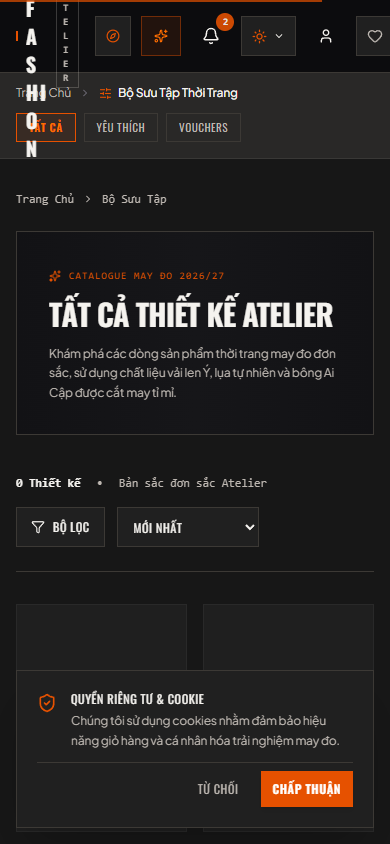 FASHION
ATELIER
2
Trang Chủ > Bộ Sưu Tập Thời Trang
TẤT CẢ YÊU THÍCH VOUCHERS
Trang Chủ > Bộ Sưu Tập
CATALOGUE MAY ĐO 2026/27
TẤT CẢ THIẾT KẾ ATELIER
Khám phá các dòng sản phẩm thời trang may đo đơn
sắc, sử dụng chất liệu vải len Ý, lụa tự nhiên và bông Ai
Cập được cắt may tỉ mỉ.
0 Thiết kế • Bản sắc đơn sắc Atelier
BỘ LỌC MỚI NHẤT
QUYỀN RIÊNG TƯ & COOKIE
Chúng tôi sử dụng cookies nhằm đảm bảo hiệu
năng giỏ hàng và cá nhân hóa trải nghiệm may đo.
TỪ CHỐI CHẤP THUẬN